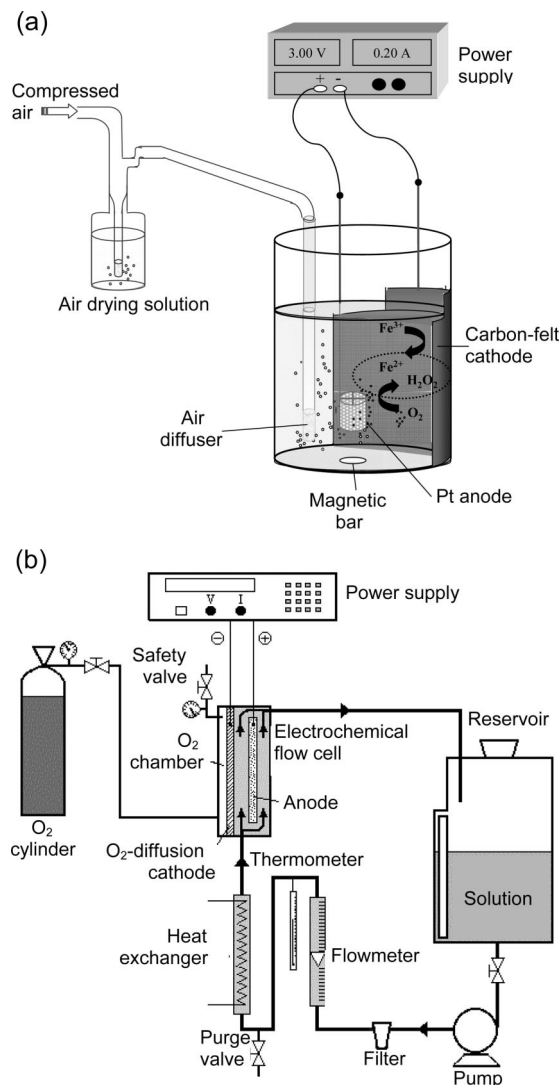 (a)
3.00 V
0.20 A
+ -
Power
supply
Compressed
air
Air drying solution
Fe³⁺
Fe²⁺
H₂O₂
O₂
Carbon-felt
cathode
Air
diffuser
Magnetic
bar
Pt anode
(b)
V I
Power supply
− +
Safety
valve
O₂
chamber
Electrochemical
flow cell
Anode
Reservoir
O₂
cylinder
O₂-diffusion
cathode
Thermometer
Solution
Heat
exchanger
Flowmeter
Purge
valve
Filter
Pump